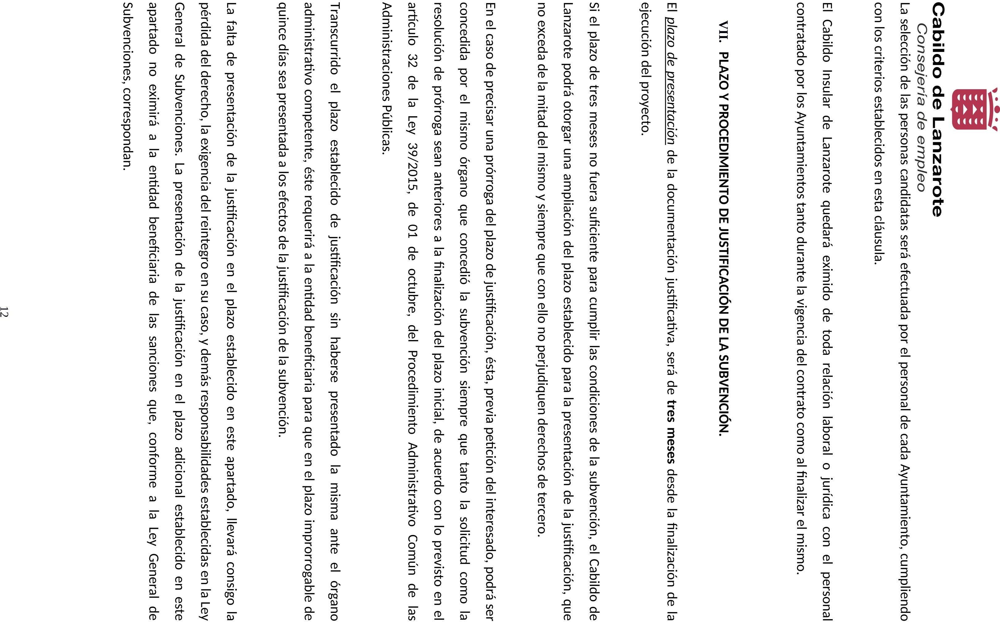 Cabildo de Lanzarote
Consejería de empleo
La selección de las personas candidatas será efectuada por el personal de cada Ayuntamiento, cumpliendo
con los criterios establecidos en esta cláusula.
El Cabildo Insular de Lanzarote quedará eximido de toda relación laboral o jurídica con el personal
contratado por los Ayuntamientos tanto durante la vigencia del contrato como al finalizar el mismo.
VII. PLAZO Y PROCEDIMIENTO DE JUSTIFICACIÓN DE LA SUBVENCIÓN.
El plazo de presentación de la documentación justificativa, será de tres meses desde la finalización de la
ejecución del proyecto.
Si el plazo de tres meses no fuera suficiente para cumplir las condiciones de la subvención, el Cabildo de
Lanzarote podrá otorgar una ampliación del plazo establecido para la presentación de la justificación, que
no exceda de la mitad del mismo y siempre que con ello no perjudiquen derechos de tercero.
En el caso de precisar una prórroga del plazo de justificación, ésta, previa petición del interesado, podrá ser
concedida por el mismo órgano que concedió la subvención siempre que tanto la solicitud como la
resolución de prórroga sean anteriores a la finalización del plazo inicial, de acuerdo con lo previsto en el
artículo 32 de la Ley 39/2015, de 01 de octubre, del Procedimiento Administrativo Común de las
Administraciones Públicas.
Transcurrido el plazo establecido de justificación sin haberse presentado la misma ante el órgano
administrativo competente, éste requerirá a la entidad beneficiaria para que en el plazo improrrogable de
quince días sea presentada a los efectos de la justificación de la subvención.
La falta de presentación de la justificación en el plazo establecido en este apartado, llevará consigo la
pérdida del derecho, la exigencia del reintegro en su caso, y demás responsabilidades establecidas en la Ley
General de Subvenciones. La presentación de la justificación en el plazo adicional establecido en este
apartado no eximirá a la entidad beneficiaria de las sanciones que, conforme a la Ley General de
Subvenciones, correspondan.
12